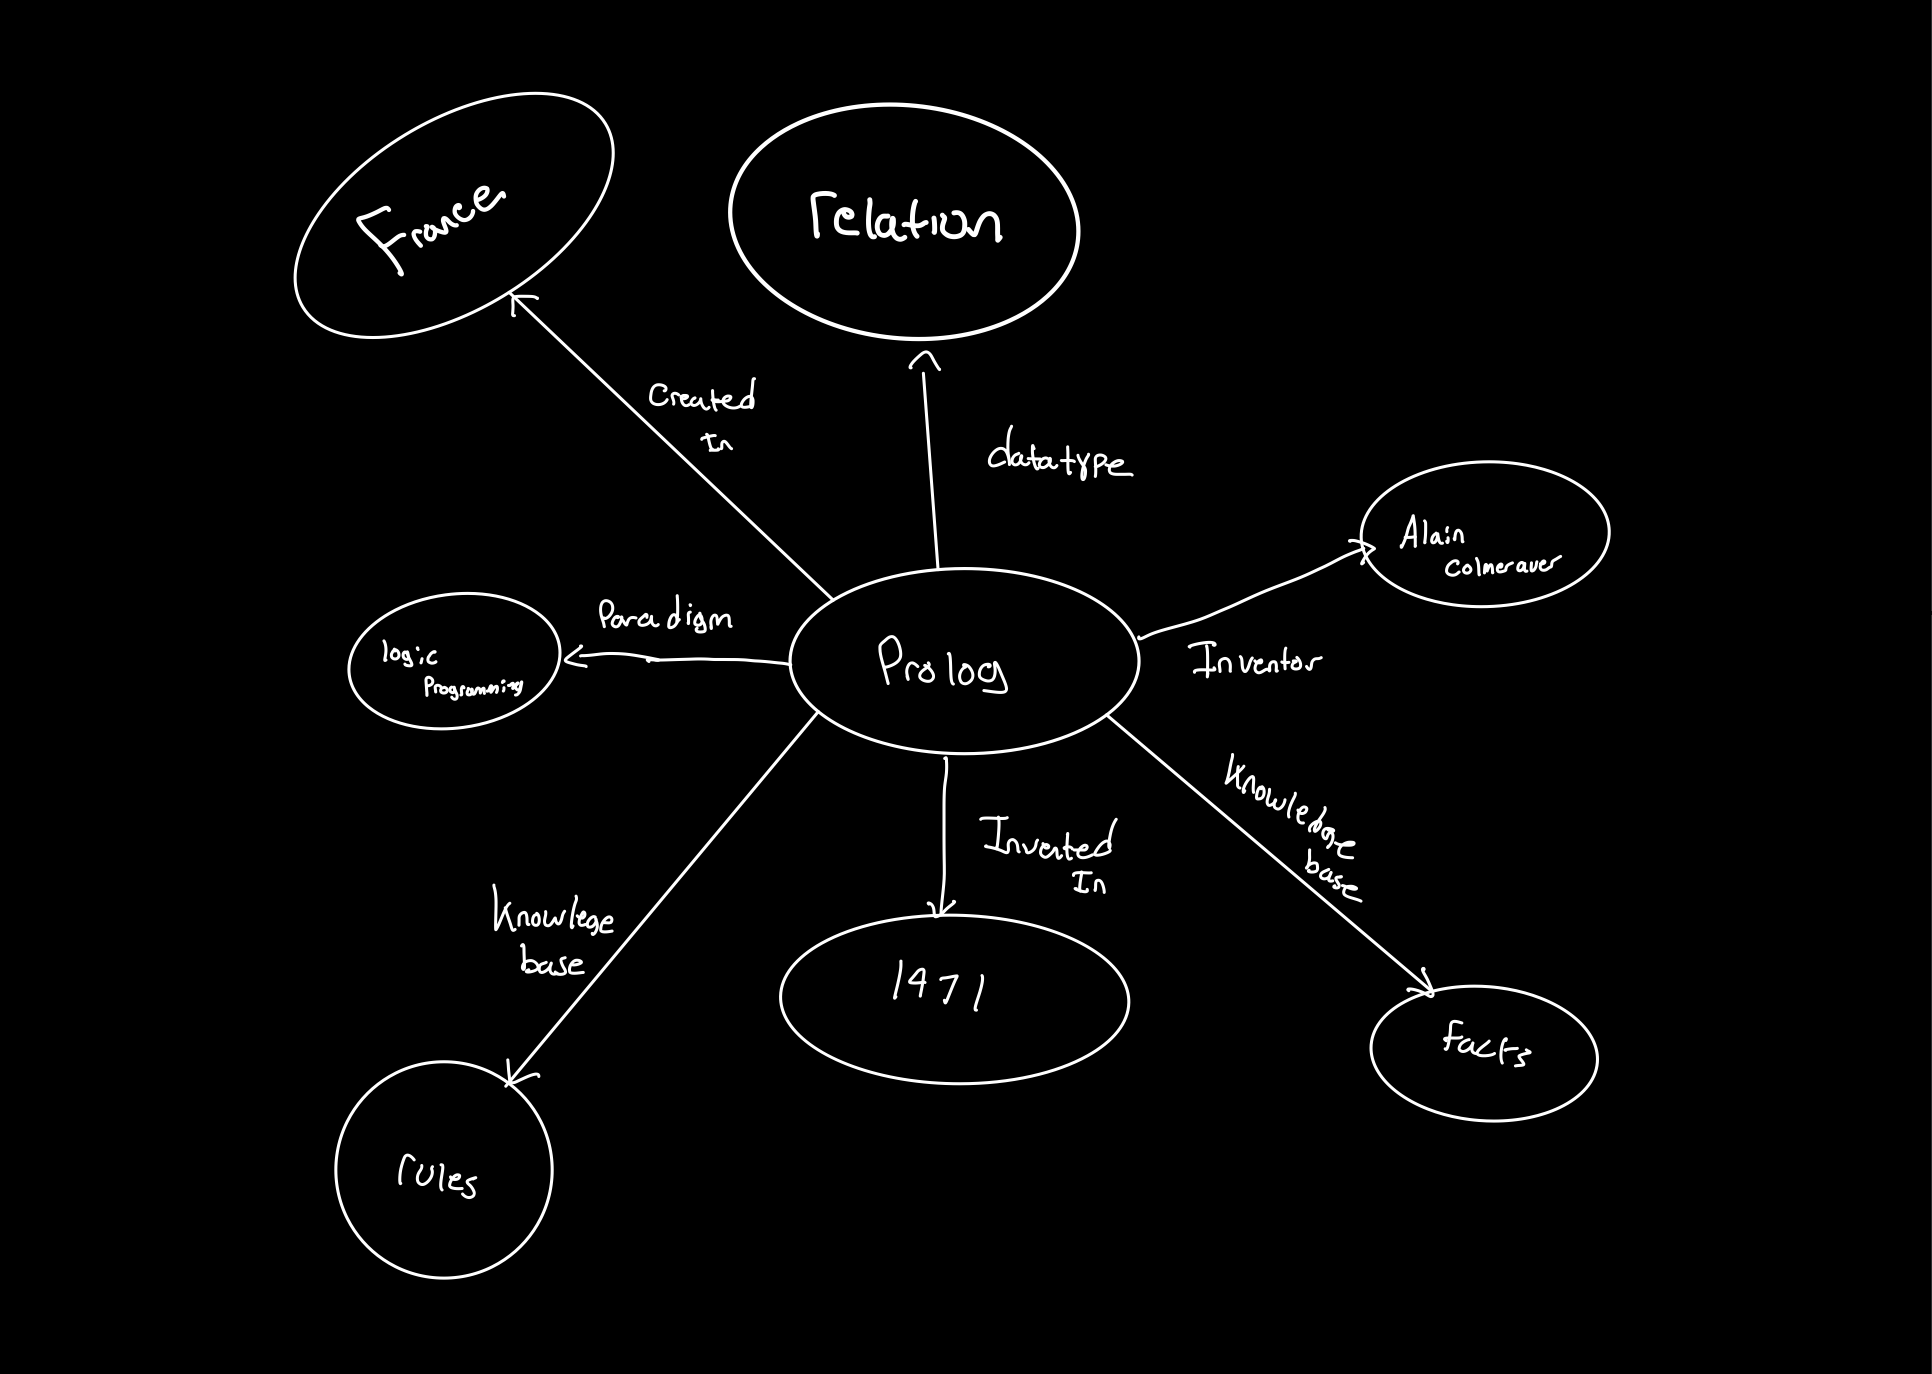 France
relation
Created
In
datatype
Alain
Colmerauer
Paradigm
logic
Programming
Prolog
Inventor
Knowledge
base
Invented
In
Knowlege
base
1971
facts
rules